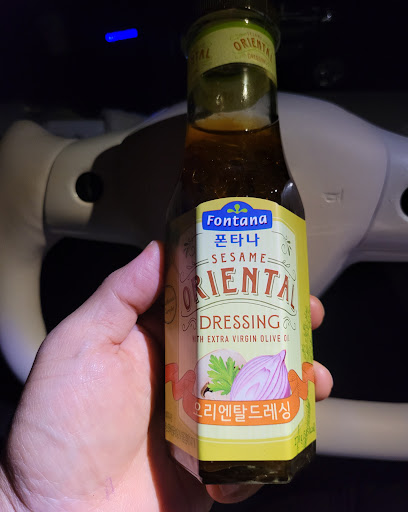 ORIENTAL
Fontana
폰타나
SESAME
ORIENTAL
DRESSING
WITH EXTRA VIRGIN OLIVE OIL
오리엔탈드레싱